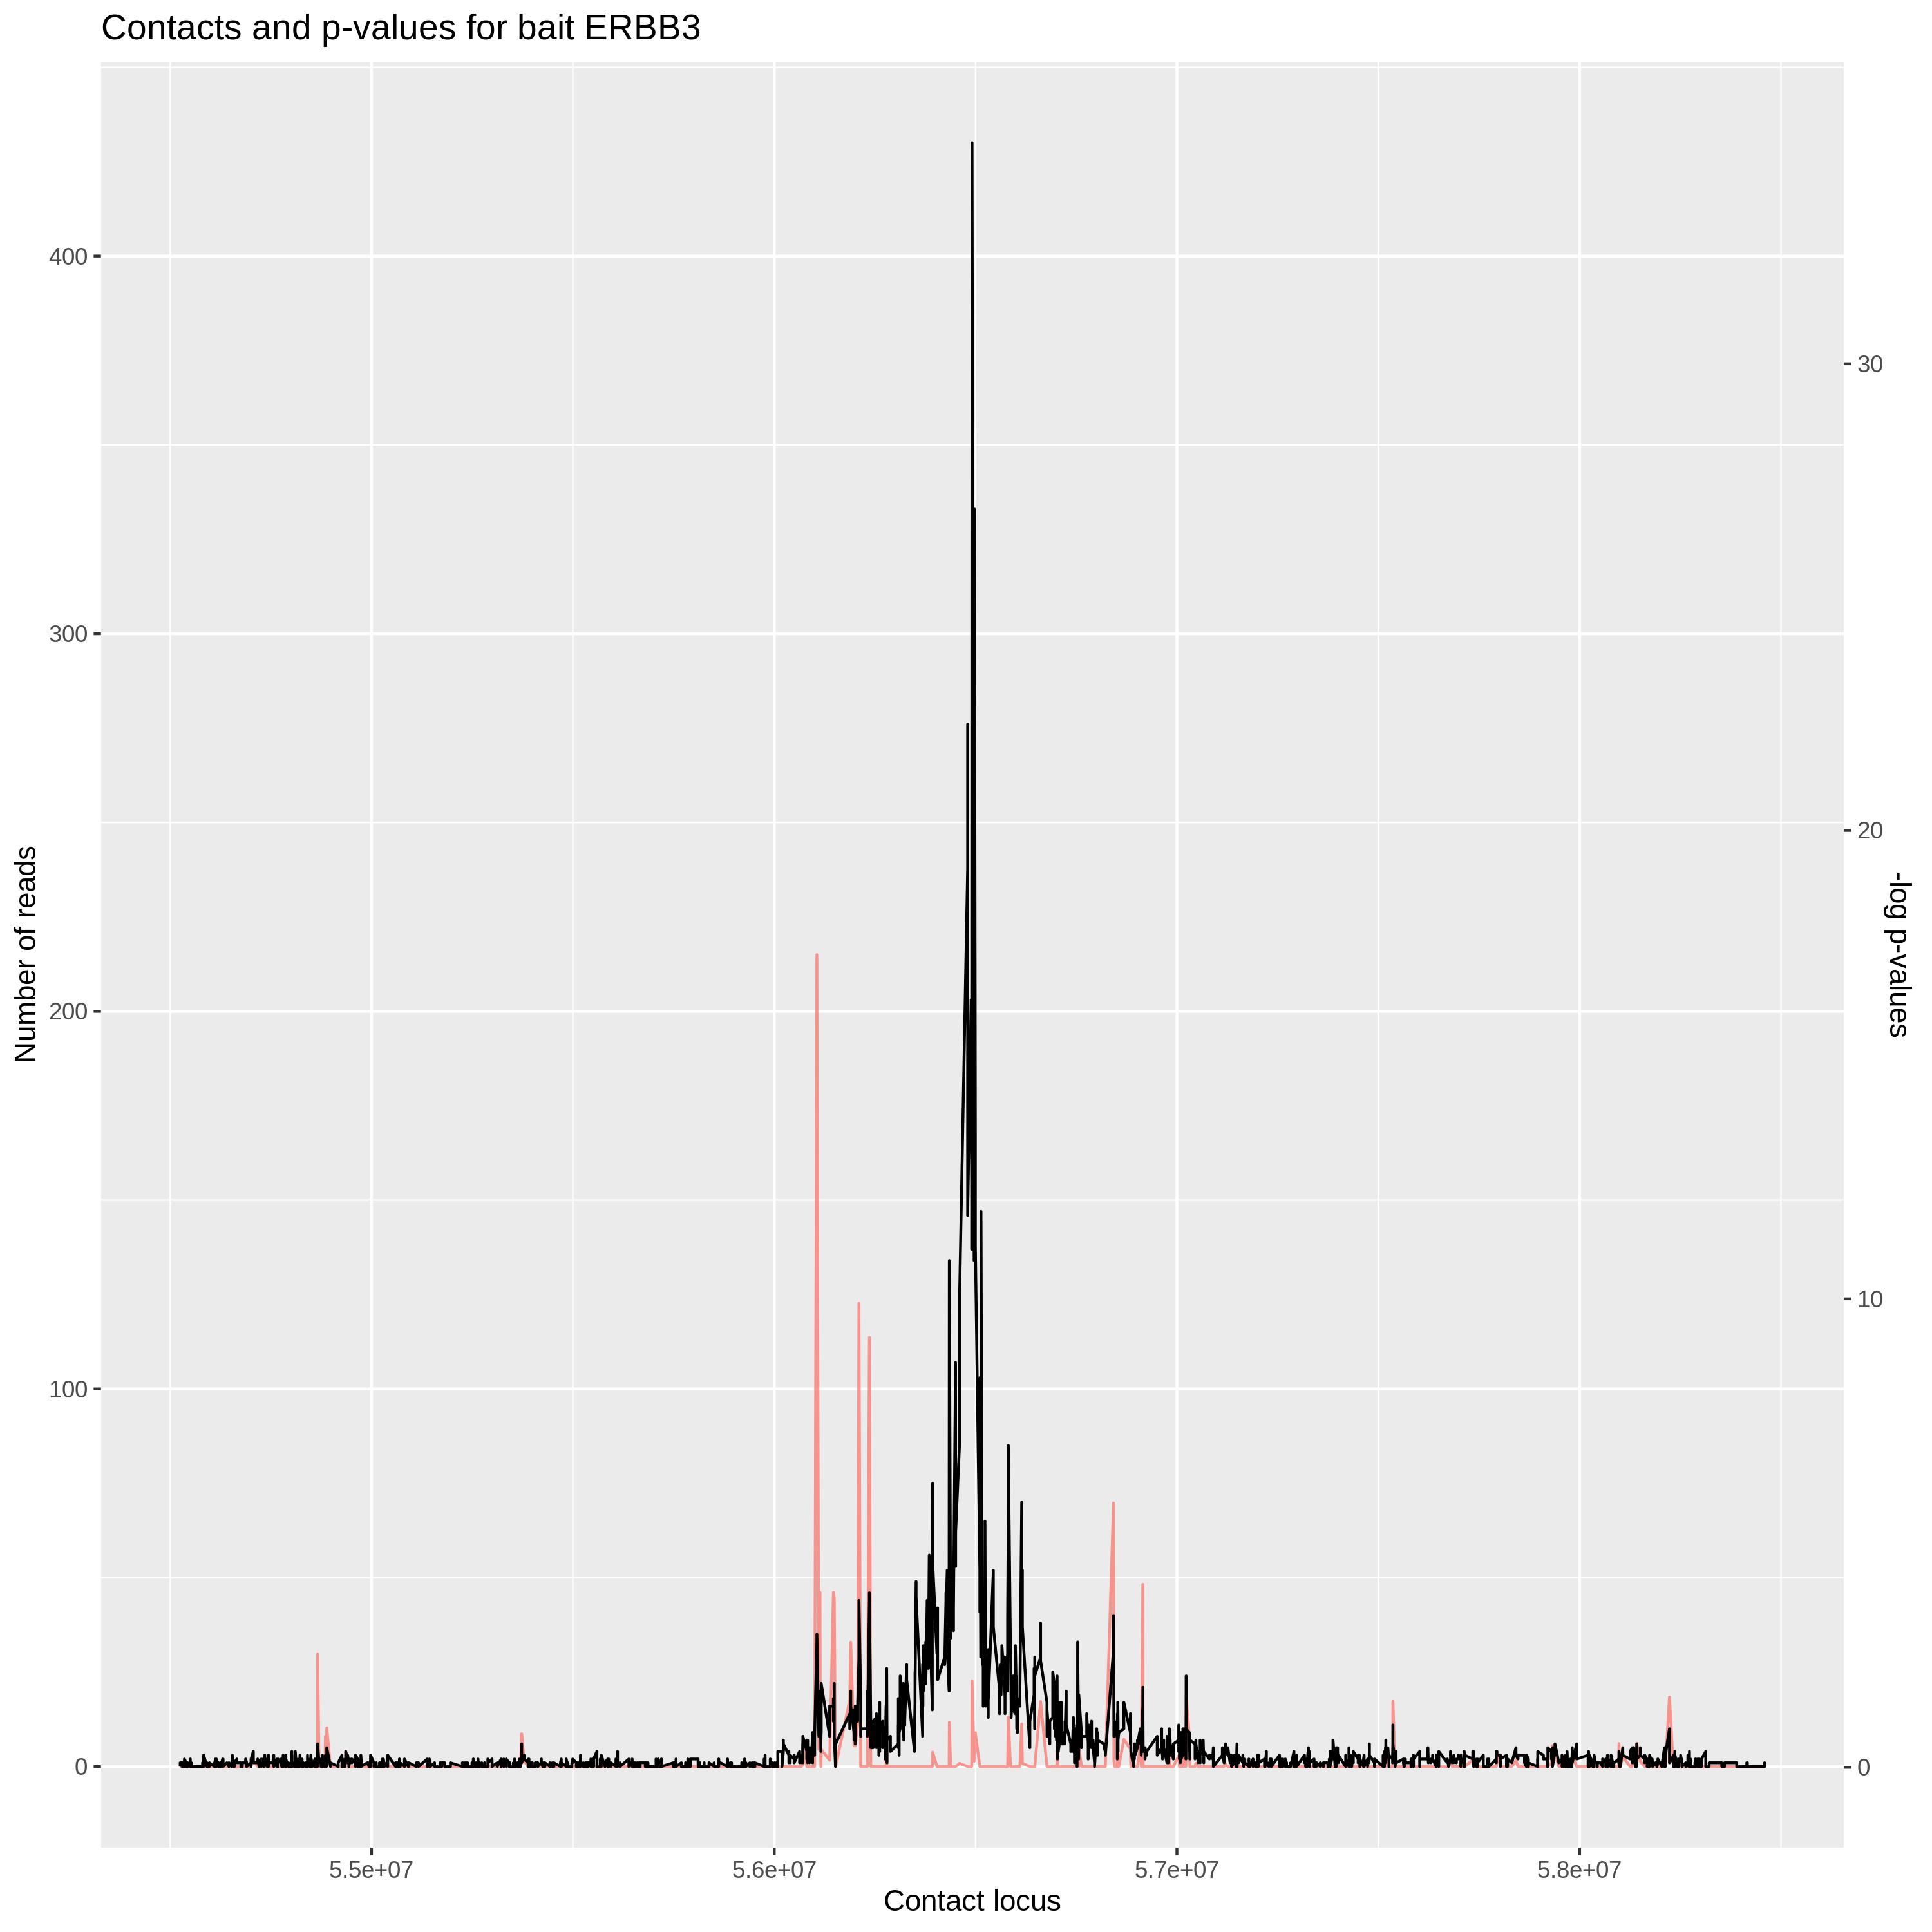 Contacts and p-values for bait ERBB3
400
300
200
100
0
Number of reads
30
20
10
0
-log p-values
5.5e+07
5.6e+07
5.7e+07
5.8e+07
Contact locus